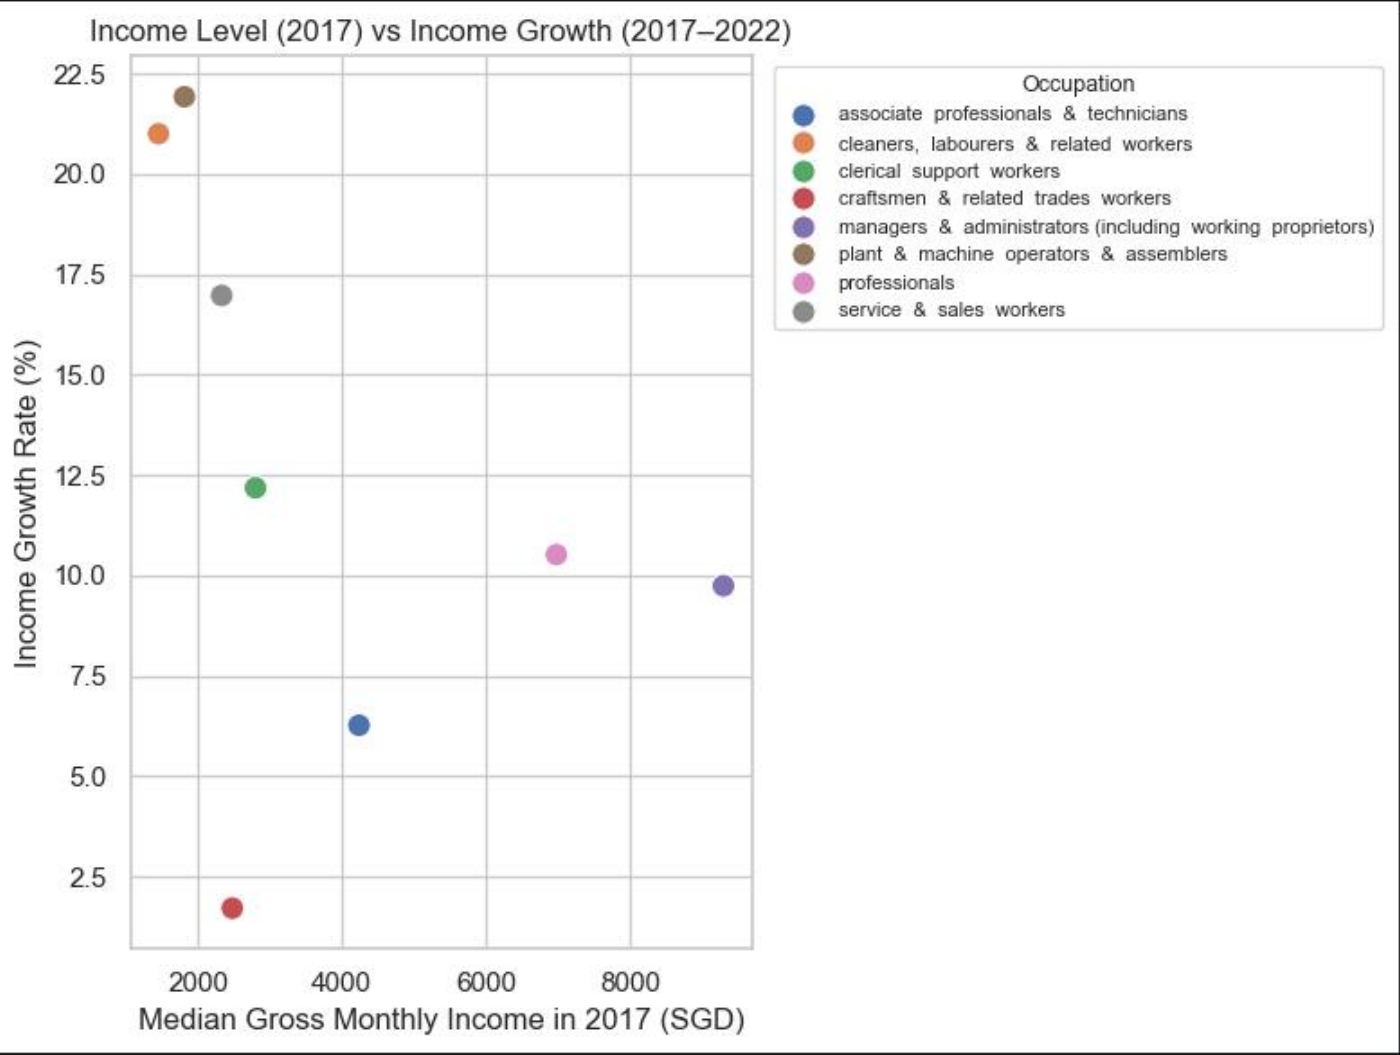 Income Level (2017) vs Income Growth (2017–2022)
22.5
20.0
17.5
15.0
12.5
10.0
7.5
5.0
2.5
Income Growth Rate (%)
2000 4000 6000 8000
Median Gross Monthly Income in 2017 (SGD)
Occupation
associate professionals & technicians
cleaners, labourers & related workers
clerical support workers
craftsmen & related trades workers
managers & administrators (including working proprietors)
plant & machine operators & assemblers
professionals
service & sales workers